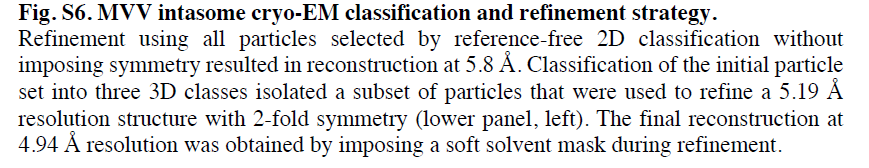 Fig. S6. MVV intasome cryo-EM classification and refinement strategy.
Refinement using all particles selected by reference-free 2D classification without
imposing symmetry resulted in reconstruction at 5.8 Å. Classification of the initial particle
set into three 3D classes isolated a subset of particles that were used to refine a 5.19 Å
resolution structure with 2-fold symmetry (lower panel, left). The final reconstruction at
4.94 Å resolution was obtained by imposing a soft solvent mask during refinement.